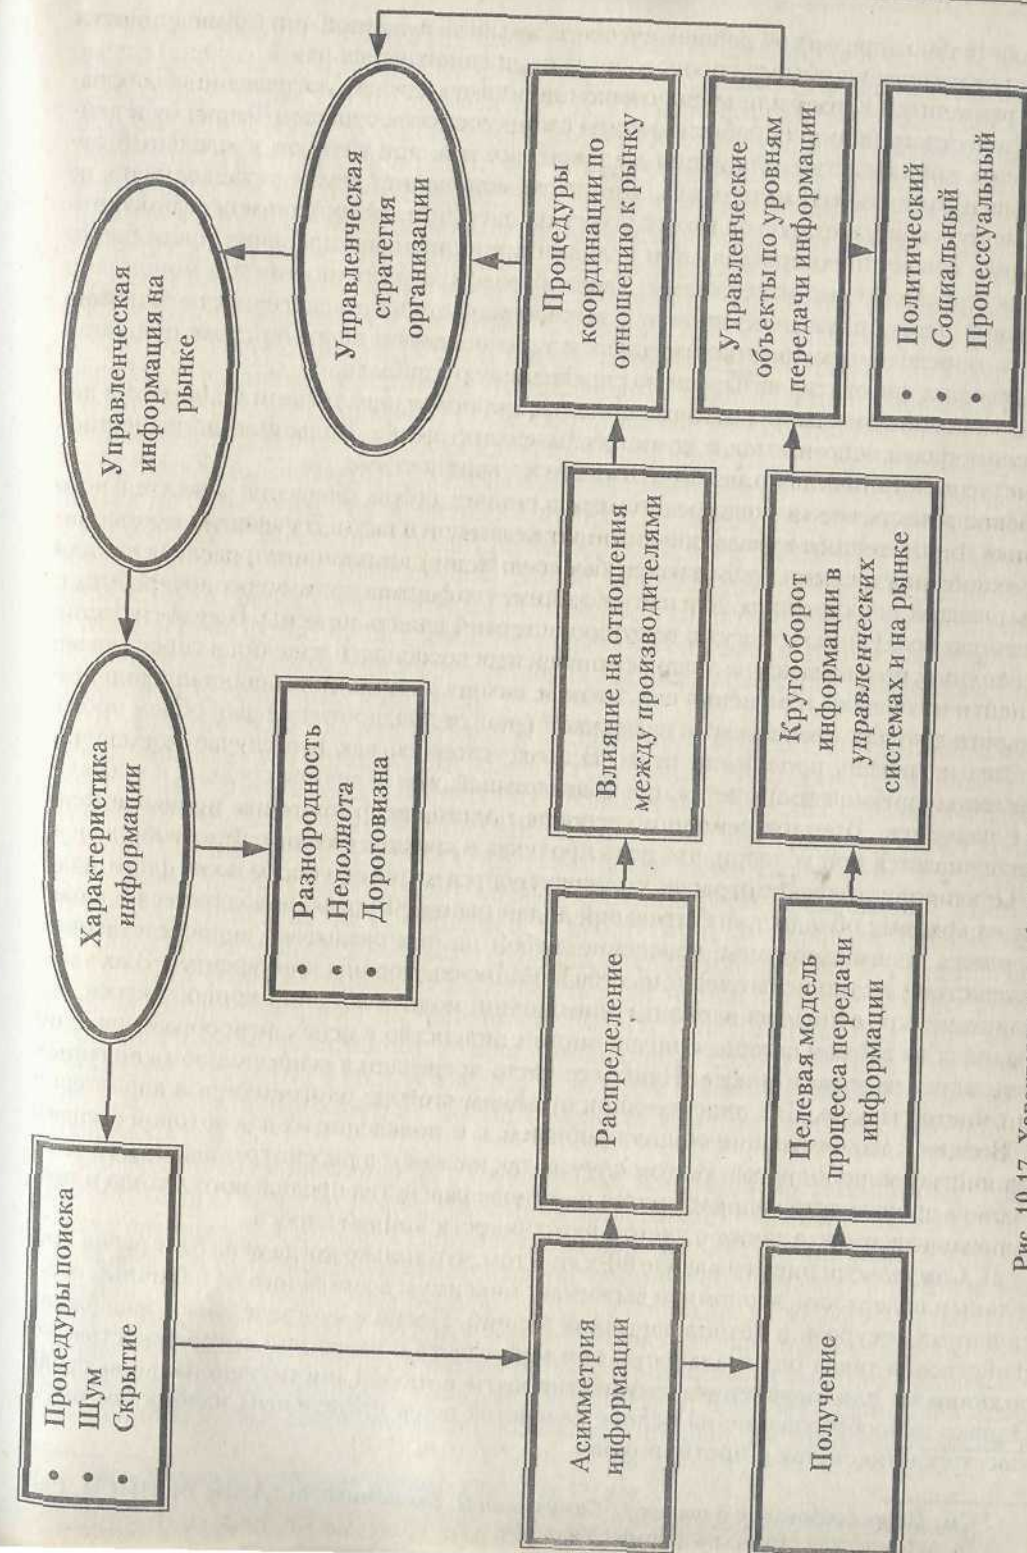 Управленческая
информация на
рынке
Характеристика
информации
• Разнородность
• Неполнота
• Дороговизна
• Процедуры поиска
• Шум
• Скрытие
Управленческая
стратегия
организации
Асимметрия
информации
Распределение
Влияние на отношения
между производителями
Процедуры
координации по
отношению к рынку
Получение
Целевая модель
процесса передачи
информации
Кругооборот
информации в
управленческих
системах и на рынке
Управленческие
объекты по уровням
передачи информации
• Политический
• Социальный
• Процессуальный
Рис. 10.17.